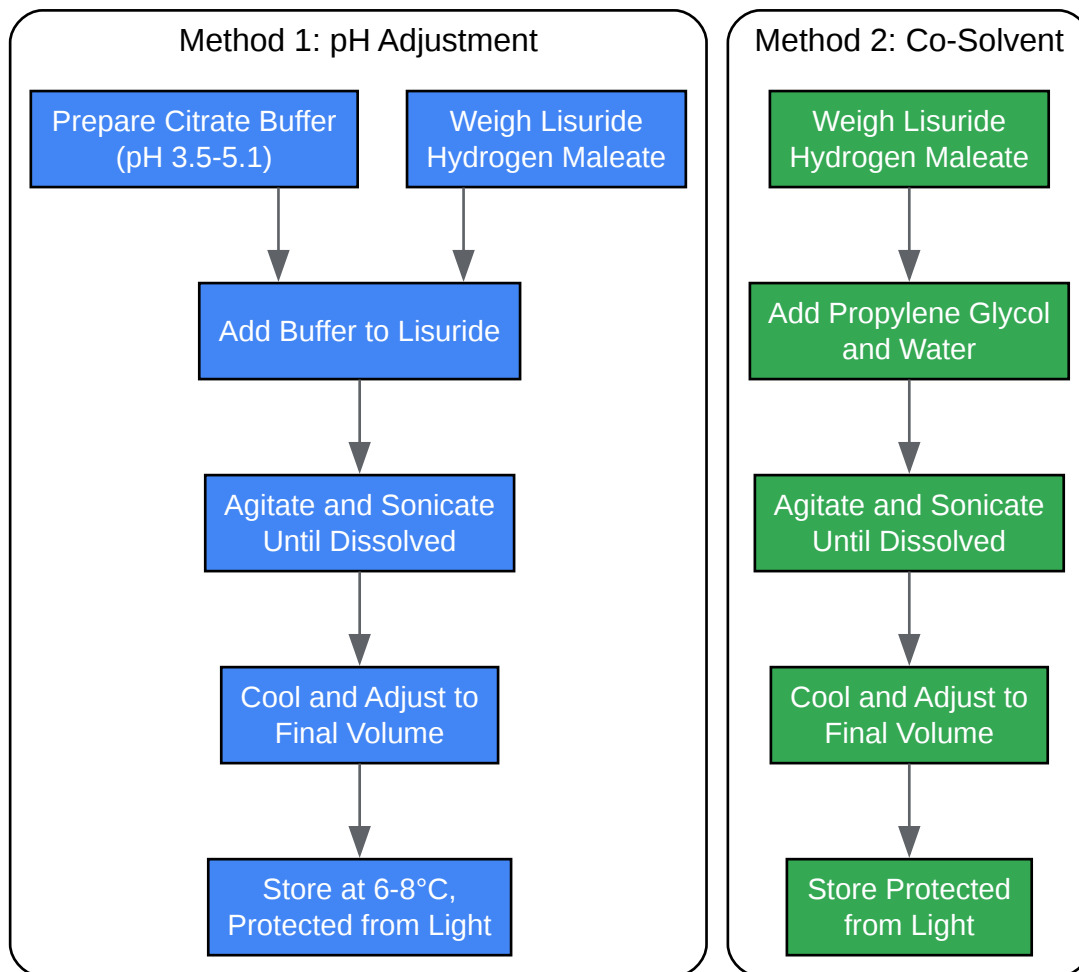 Method 1: pH Adjustment
Prepare Citrate Buffer
(pH 3.5-5.1)
Weigh Lisuride
Hydrogen Maleate
Add Buffer to Lisuride
Agitate and Sonicate
Until Dissolved
Cool and Adjust to
Final Volume
Store at 6-8°C,
Protected from Light
Method 2: Co-Solvent
Weigh Lisuride
Hydrogen Maleate
Add Propylene Glycol
and Water
Agitate and Sonicate
Until Dissolved
Cool and Adjust to
Final Volume
Store Protected
from Light